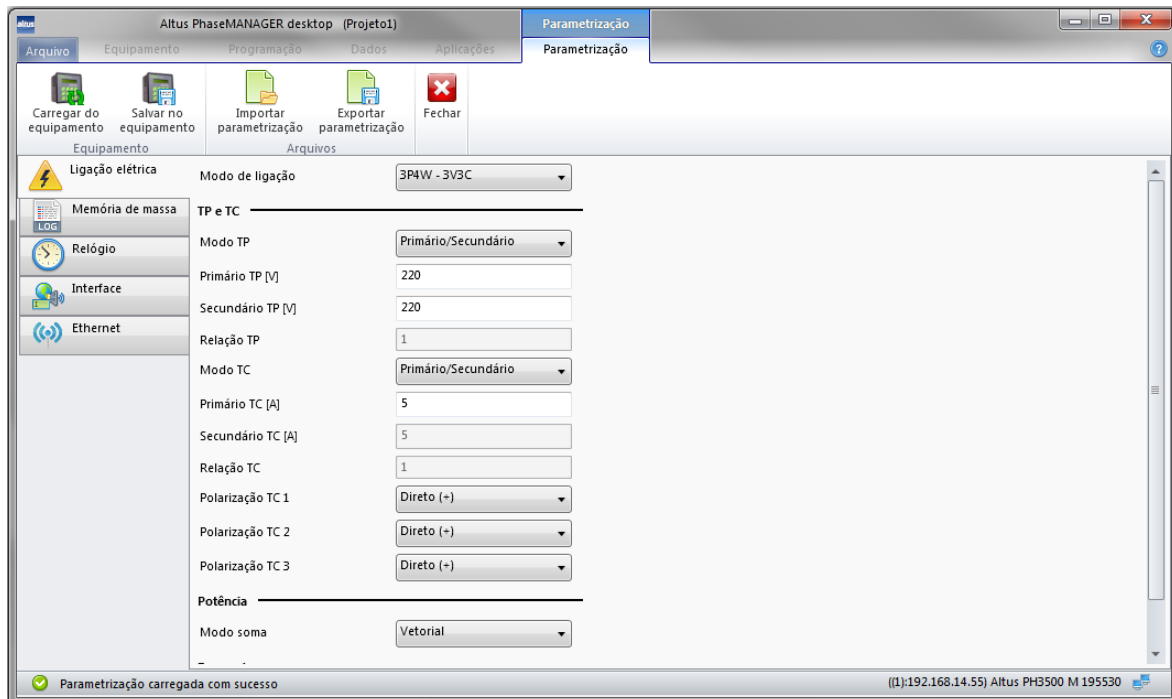 altus
Altus PhaseMANAGER desktop (Projeto1)
Parametrização
Arquivo
Equipamento
Programação
Dados
Aplicações
Parametrização
Carregar do equipamento
Salvar no equipamento
Importar parametrização
Exportar parametrização
Fechar
Equipamento
Arquivos
Ligação elétrica
LOG
Memória de massa
Relógio
Interface
Ethernet
Modo de ligação
3P4W - 3V3C
TP e TC
Modo TP
Primário/Secundário
Primário TP [V]
220
Secundário TP [V]
220
Relação TP
1
Modo TC
Primário/Secundário
Primário TC [A]
5
Secundário TC [A]
5
Relação TC
1
Polarização TC 1
Direto (+)
Polarização TC 2
Direto (+)
Polarização TC 3
Direto (+)
Potência
Modo soma
Vetorial
Parametrização carregada com sucesso
((1):192.168.14.55) Altus PH3500 M 195530